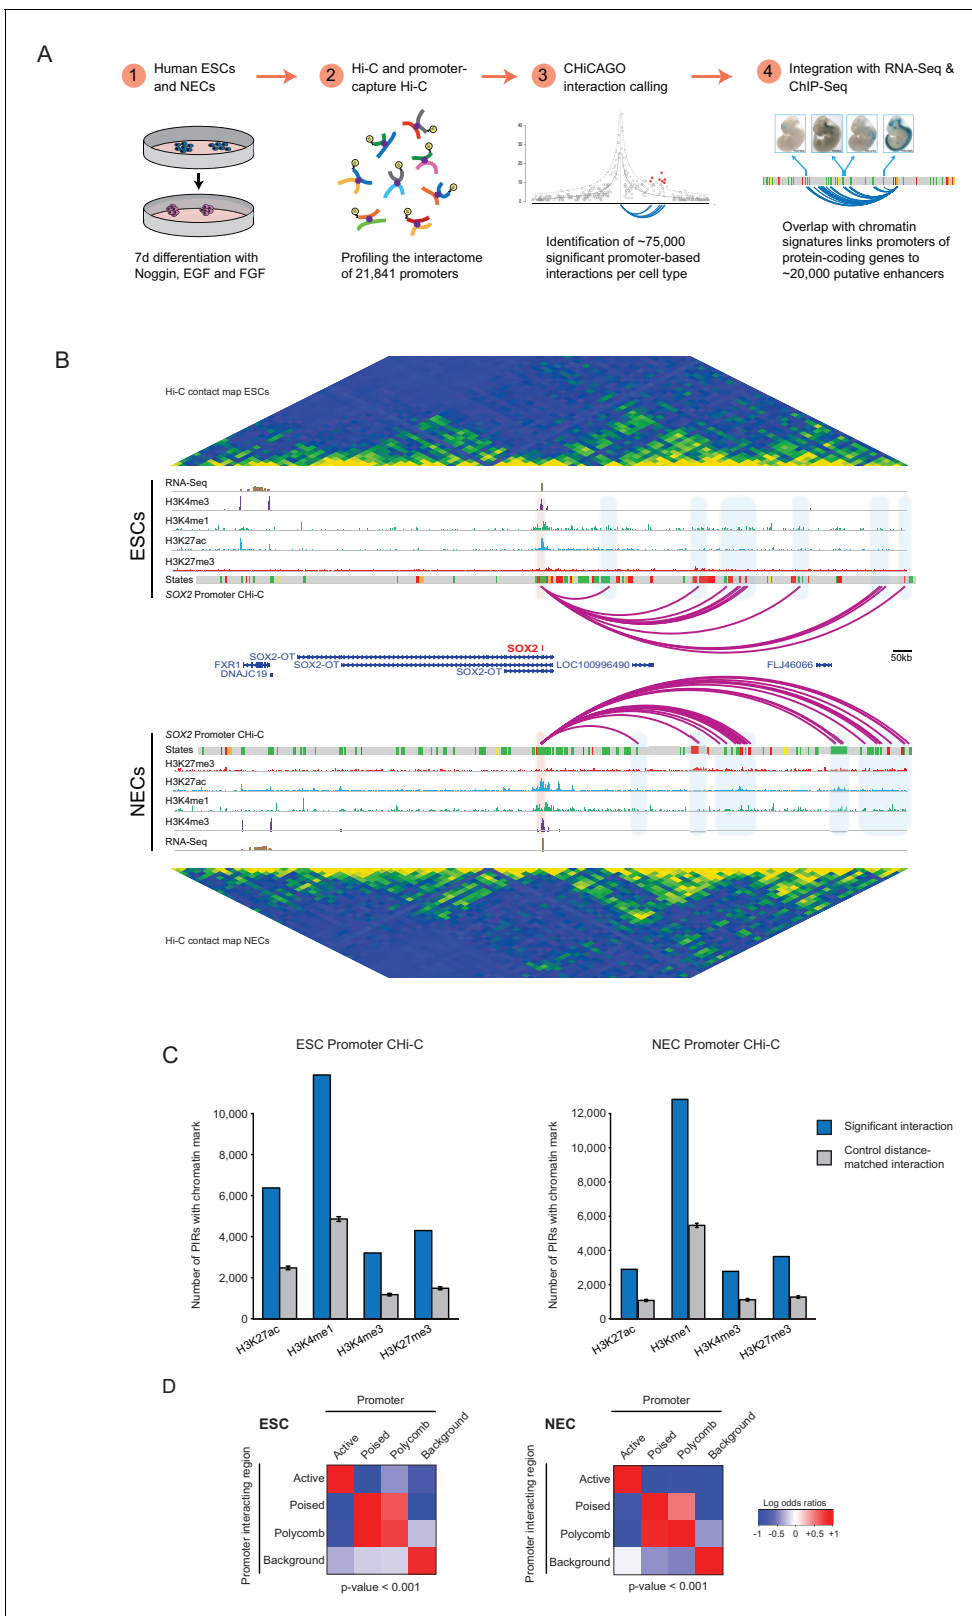 A
1 Human ESCs
and NECs
2 Hi-C and promoter-
capture Hi-C
3 CHiCAGO
interaction calling
4 Integration with RNA-Seq &
ChIP-Seq
40
30
20
10
0
7d differentiation with
Noggin, EGF and FGF
Profiling the interactome
of 21,841 promoters
Identification of ~75,000
significant promoter-based
interactions per cell type
Overlap with chromatin
signatures links promoters of
protein-coding genes to
~20,000 putative enhancers
B
Hi-C contact map ESCs
ESCs
RNA-Seq
H3K4me3
H3K4me1
H3K27ac
H3K27me3
States
SOX2 Promoter CHi-C
SOX2
SOX2-OT
FXR1 SOX2-OT LOC100996490 FLJ46066
DNAJC19 SOX2-OT
50kb
NECs
SOX2 Promoter CHi-C
States
H3K27me3
H3K27ac
H3K4me1
H3K4me3
RNA-Seq
Hi-C contact map NECs
C
ESC Promoter CHi-C
Number of PIRs with chromatin mark
10,000
8,000
6,000
4,000
2,000
0
H3K27ac H3K4me1 H3K4me3 H3K27me3
NEC Promoter CHi-C
Number of PIRs with chromatin mark
12,000
10,000
8,000
6,000
4,000
2,000
0
H3K27ac H3Kme1 H3K4me3 H3K27me3
Significant interaction
Control distance-
matched interaction
D
ESC
Promoter
Active Poised Polycomb Background
Promoter interacting region
Active
Poised
Polycomb
Background
p-value < 0.001
NEC
Promoter
Active Poised Polycomb Background
Promoter interacting region
Active
Poised
Polycomb
Background
p-value < 0.001
Log odds ratios
-1 -0.5 0 +0.5 +1